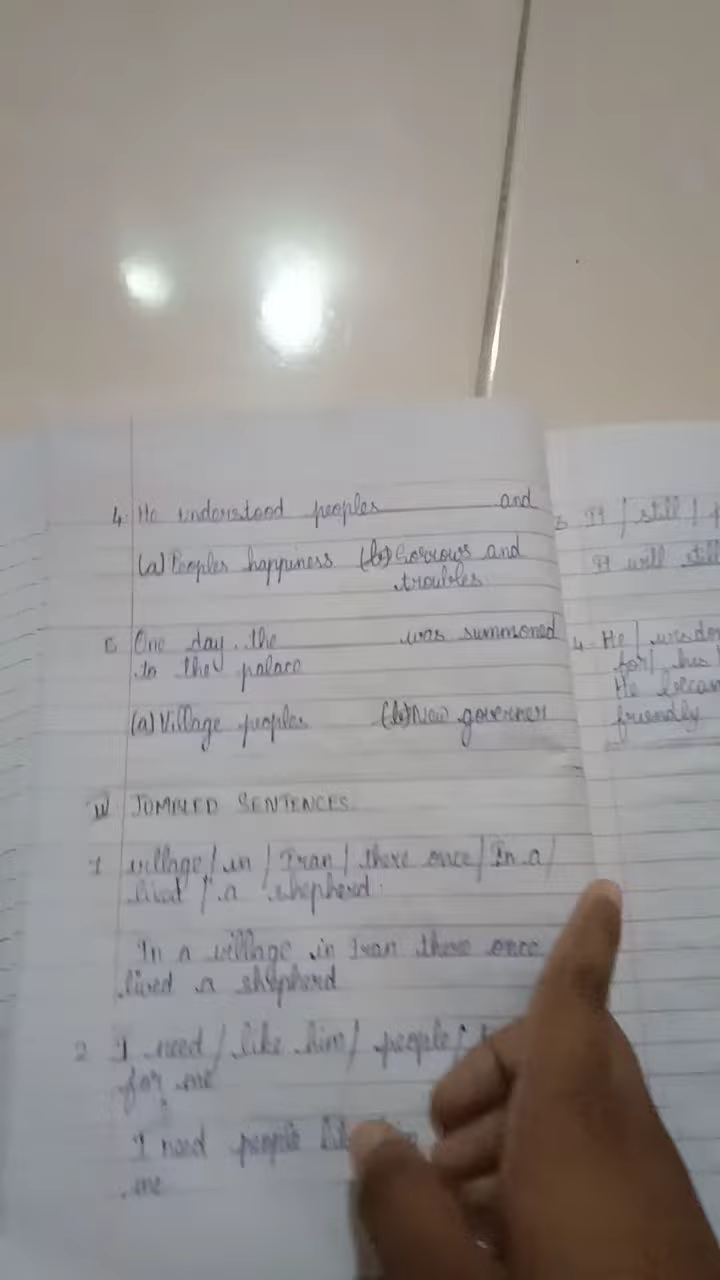 4. He understood peoples and
(a) Peoples happiness (b) Sorrows and
troubles
5 One day, the was summoned
to the palace
(a) Village peoples (b) New governer
IV JUMBLED SENTENCES
1 village / in / Iran / there once / In a /
lived / a shepherd.
In a village in Iran there once
lived a shepherd
2 I need / like him / people /
for me
I need people
me
3 It / still /
It will still
4. He /
for / his
He
friendly